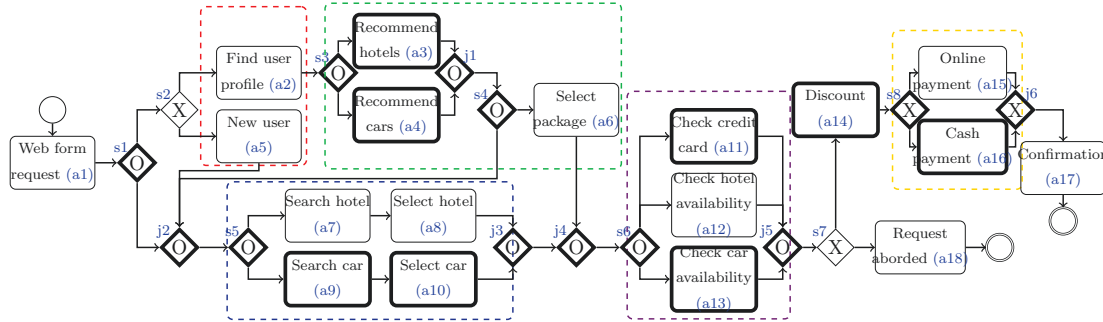 Web form
request (a1)
s1
O
s2
X
Find user
profile (a2)
New user
(a5)
s3
O
Recommend
hotels (a3)
Recommend
cars (a4)
j1
O
s4
O
Select
package (a6)
j2
O
s5
O
Search hotel
(a7)
Select hotel
(a8)
Search car
(a9)
Select car
(a10)
j3
O
j4
O
s6
O
Check credit
card (a11)
Check hotel
availability
(a12)
Check car
availability
(a13)
j5
O
s7
X
Discount
(a14)
s8
X
Online
payment (a15)
Cash
payment (a16)
j6
X
Confirmation
(a17)
Request
aborded (a18)